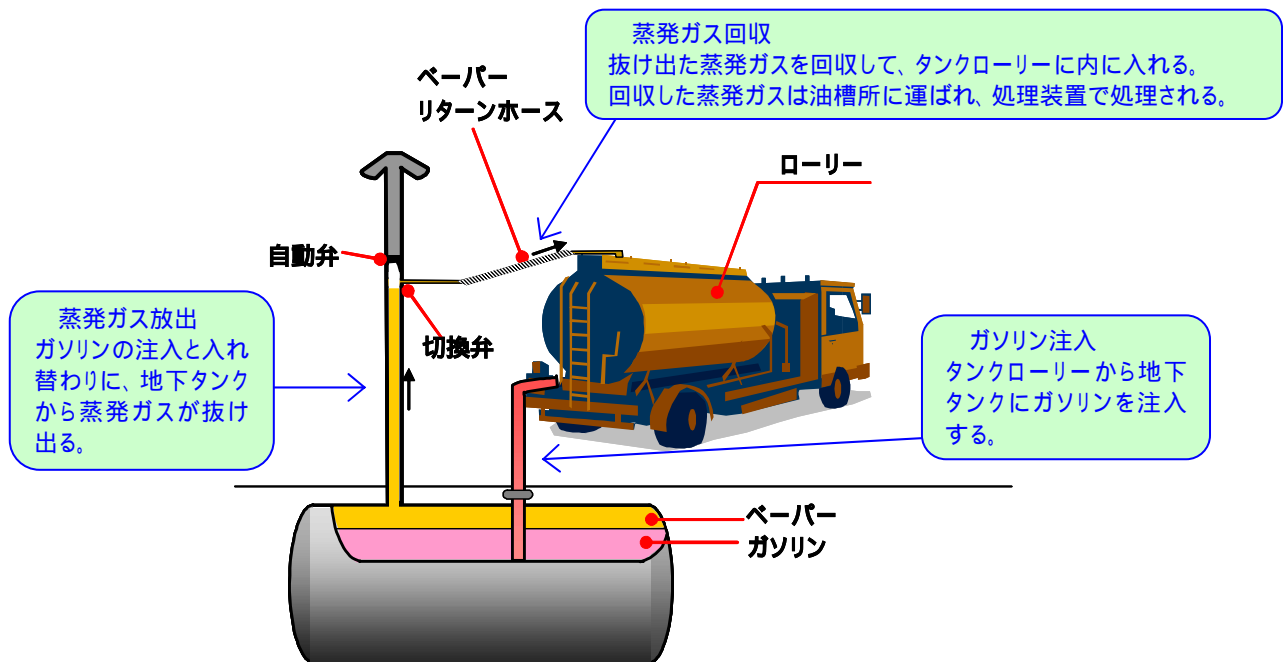 蒸発ガス回収
抜け出た蒸発ガスを回収して、タンクローリーに内に入れる。
回収した蒸発ガスは油槽所に運ばれ、処理装置で処理される。
ベーパー
リターンホース
ローリー
自動弁
切換弁
蒸発ガス放出
ガソリンの注入と入れ
替わりに、地下タンク
から蒸発ガスが抜け
出る。
ガソリン注入
タンクローリーから地下
タンクにガソリンを注入
する。
ベーパー
ガソリン